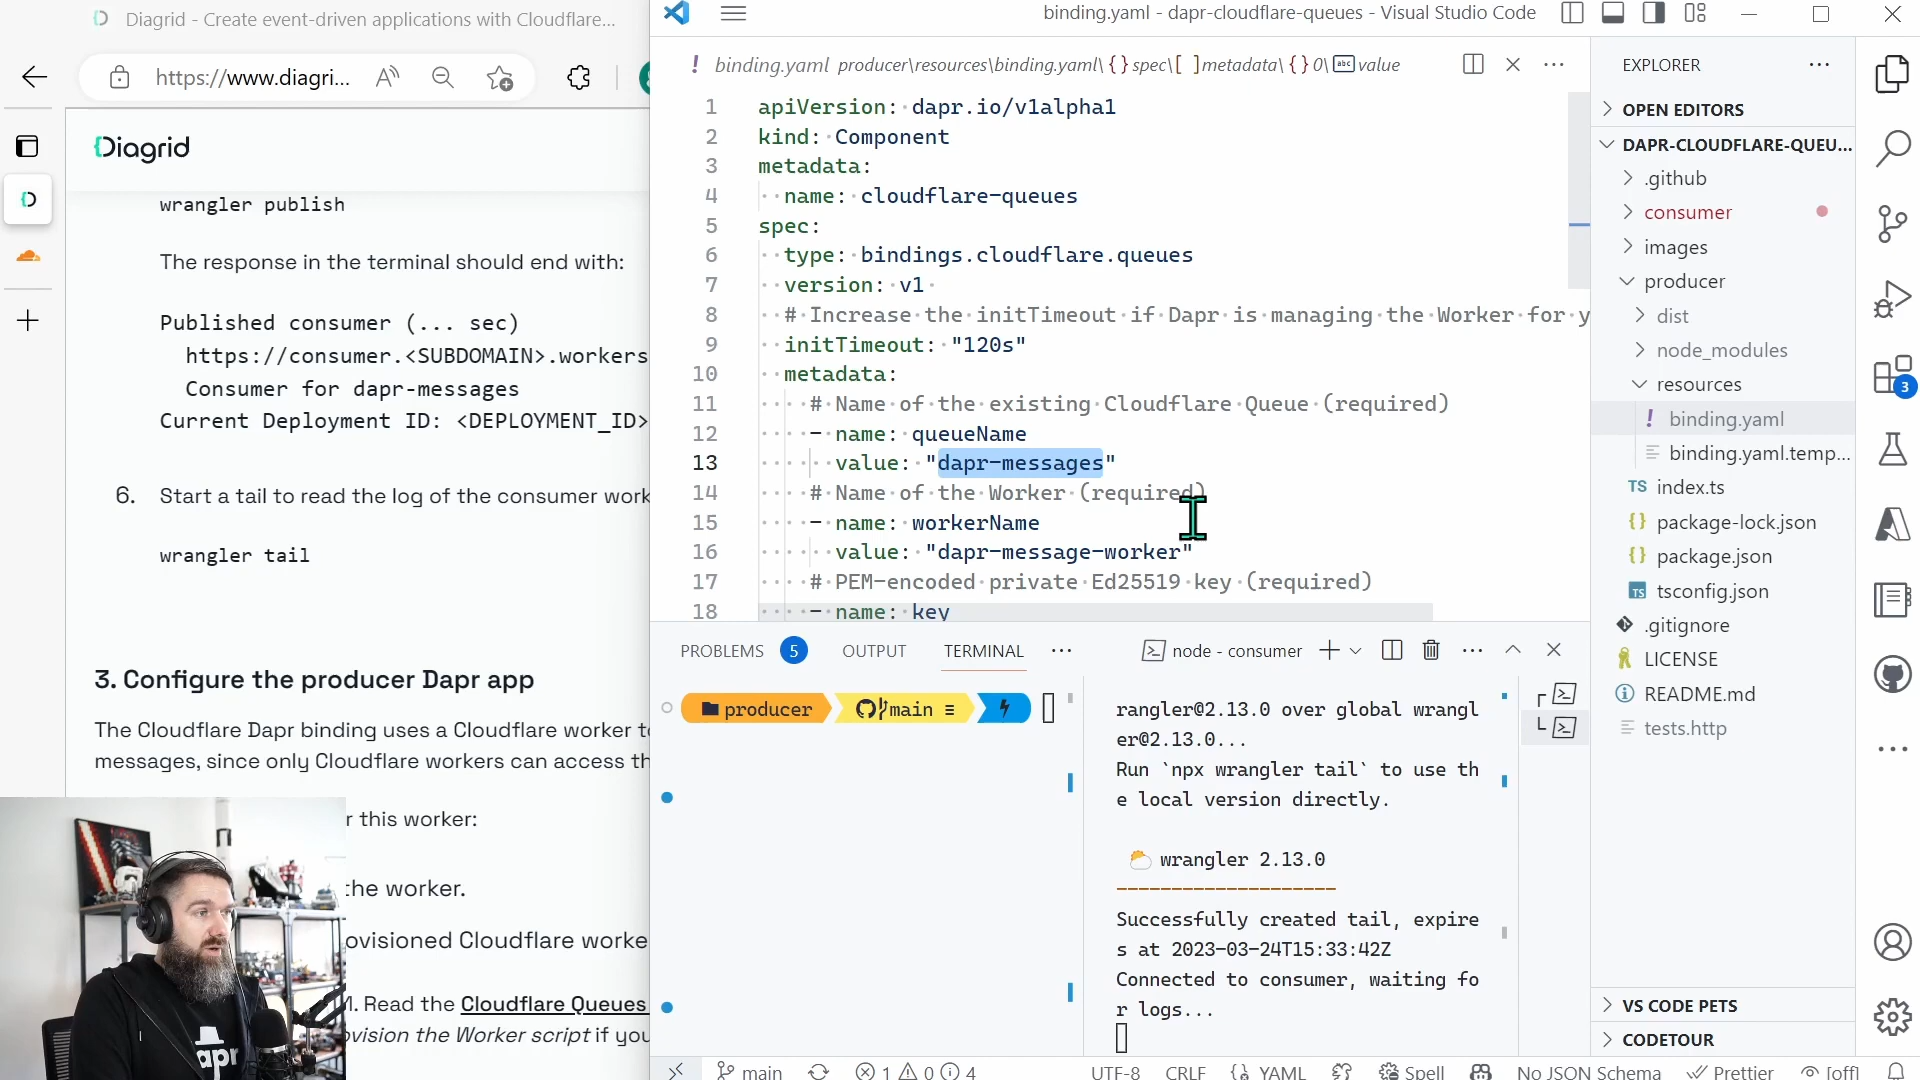 Diagrid - Create event-driven applications with Cloudflare...
https://www.diagri...
Diagrid
wrangler publish
The response in the terminal should end with:
Published consumer (... sec)
https://consumer.<SUBDOMAIN>.workers
Consumer for dapr-messages
Current Deployment ID: <DEPLOYMENT_ID>
6. Start a tail to read the log of the consumer work
wrangler tail
3. Configure the producer Dapr app
The Cloudflare Dapr binding uses a Cloudflare worker t
messages, since only Cloudflare workers can access th
r this worker:
the worker.
ovisioned Cloudflare worke
M. Read the Cloudflare Queues
ovision the Worker script if you
apr
binding.yaml - dapr-cloudflare-queues - Visual Studio Code
! binding.yaml producer\resources\binding.yaml\ {} spec\ [ ] metadata\ {} 0\ abc value
1 apiVersion: dapr.io/v1alpha1
2 kind: Component
3 metadata:
4 name: cloudflare-queues
5 spec:
6 type: bindings.cloudflare.queues
7 version: v1
8 # Increase the initTimeout if Dapr is managing the Worker for y
9 initTimeout: "120s"
10 metadata:
11 # Name of the existing Cloudflare Queue (required)
12 - name: queueName
13 value: "dapr-messages"
14 # Name of the Worker (required)
15 - name: workerName
16 value: "dapr-message-worker"
17 # PEM-encoded private Ed25519 key (required)
18 - name: key
PROBLEMS 5 OUTPUT TERMINAL ... node - consumer
producer main ≡
rangler@2.13.0 over global wrangl
er@2.13.0...
Run `npx wrangler tail` to use th
e local version directly.
wrangler 2.13.0
--------------------
Successfully created tail, expire
s at 2023-03-24T15:33:42Z
Connected to consumer, waiting fo
r logs...
EXPLORER
OPEN EDITORS
DAPR-CLOUDFLARE-QUEU...
.github
consumer
images
producer
dist
node_modules
resources
! binding.yaml
binding.yaml.temp...
TS index.ts
{} package-lock.json
{} package.json
TS tsconfig.json
.gitignore
LICENSE
README.md
tests.http
VS CODE PETS
CODETOUR
3
main 1 0 4 UTF-8 CRLF {} YAML Spell No JSON Schema Prettier [off]